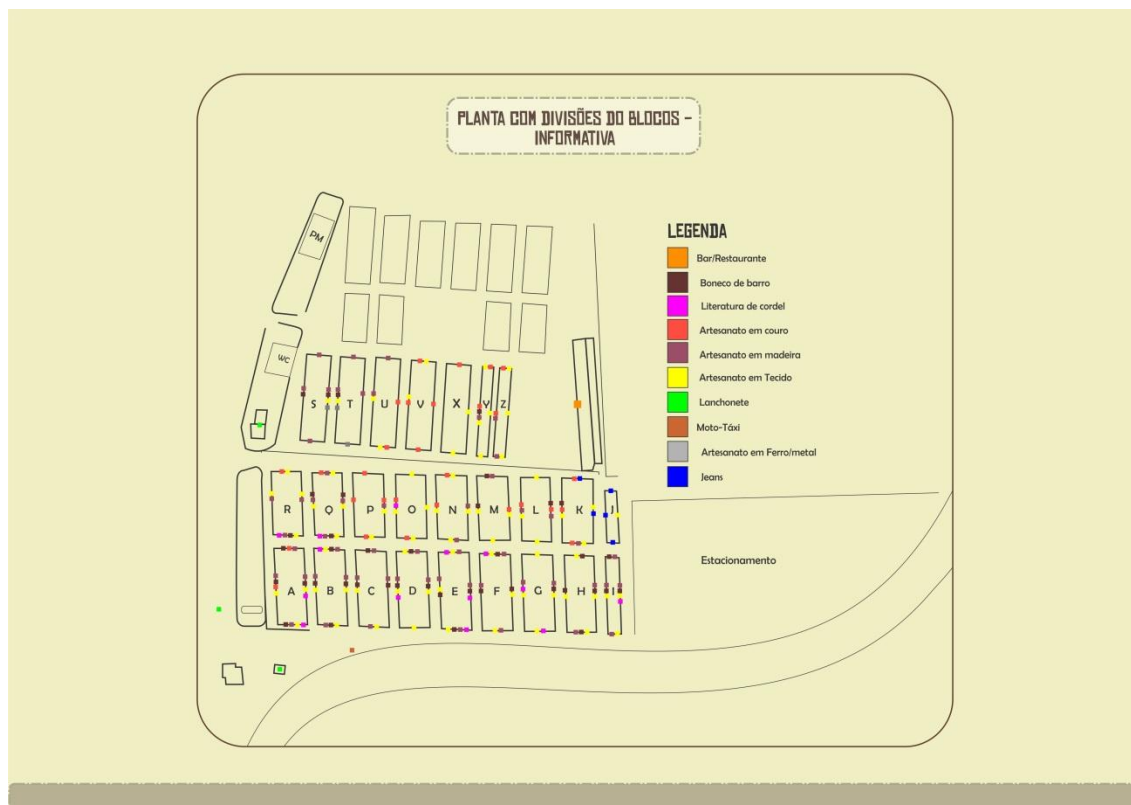 PLANTA COM DIVISÕES DO BLOCOS -
INFORMATIVA
PM
WC
LEGENDA
Bar/Restaurante
Boneco de barro
Literatura de cordel
Artesanato em couro
Artesanato em madeira
Artesanato em Tecido
Lanchonete
Moto-Táxi
Artesanato em Ferro/metal
Jeans
S T U V X Y Z
R Q P O N M L K J
A B C D E F G H I
Estacionamento